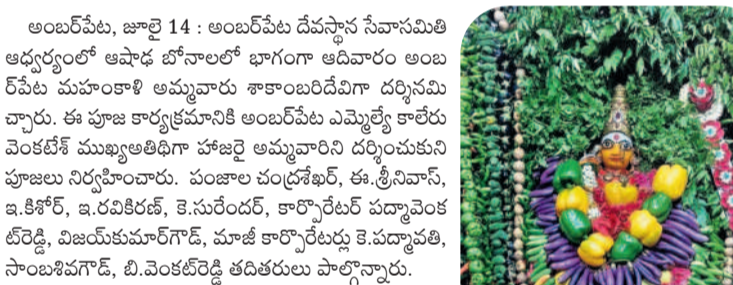 అంబర్‌పేట, జూలై 14 : అంబర్‌పేట దేవస్థాన సేవాసమితి
ఆధ్వర్యంలో ఆషాఢ బోనాలలో భాగంగా ఆదివారం అంబ
ర్‌పేట మహంకాళి అమ్మవారు శాకాంబరిదేవిగా దర్శినమి
చ్చారు. ఈ పూజ కార్యక్రమానికి అంబర్‌పేట ఎమ్మెల్యే కాలేరు
వెంకటేశ్ ముఖ్యఅతిథిగా హాజరై అమ్మవారిని దర్శించుకుని
పూజలు నిర్వహించారు. పంజాల చంద్రశేఖర్, ఈ.శ్రీనివాస్,
ఇ.కిశోర్, ఇ.రవికిరణ్, కె.సురేందర్, కార్పొరేటర్ పద్మావెంక
ట్‌రెడ్డి, విజయ్‌కుమార్‌గౌడ్, మాజీ కార్పొరేటర్లు కె.పద్మావతి,
సాంబశివగౌడ్, బి.వెంకట్‌రెడ్డి తదితరులు పాల్గొన్నారు.